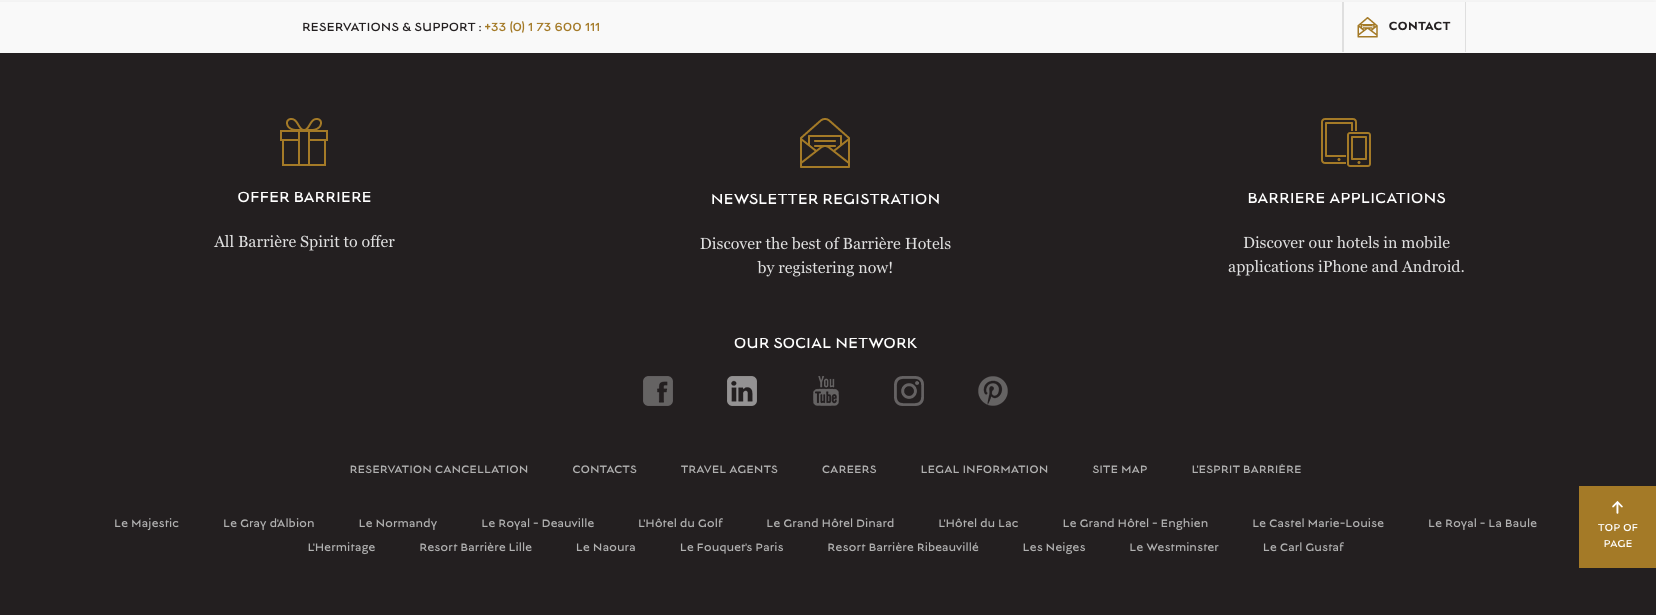 RESERVATIONS & SUPPORT : +33 (0) 1 73 600 111
CONTACT
OFFER BARRIERE
All Barrière Spirit to offer
NEWSLETTER REGISTRATION
Discover the best of Barrière Hotels
by registering now!
BARRIERE APPLICATIONS
Discover our hotels in mobile
applications iPhone and Android.
OUR SOCIAL NETWORK
f in You Tube
RESERVATION CANCELLATION CONTACTS TRAVEL AGENTS CAREERS LEGAL INFORMATION SITE MAP L'ESPRIT BARRIÈRE
Le Majestic Le Gray d'Albion Le Normandy Le Royal - Deauville L'Hôtel du Golf Le Grand Hôtel Dinard L'Hôtel du Lac Le Grand Hôtel - Enghien Le Castel Marie-Louise Le Royal - La Baule
L'Hermitage Resort Barrière Lille Le Naoura Le Fouquet's Paris Resort Barrière Ribeauvillé Les Neiges Le Westminster Le Carl Gustaf
TOP OF
PAGE